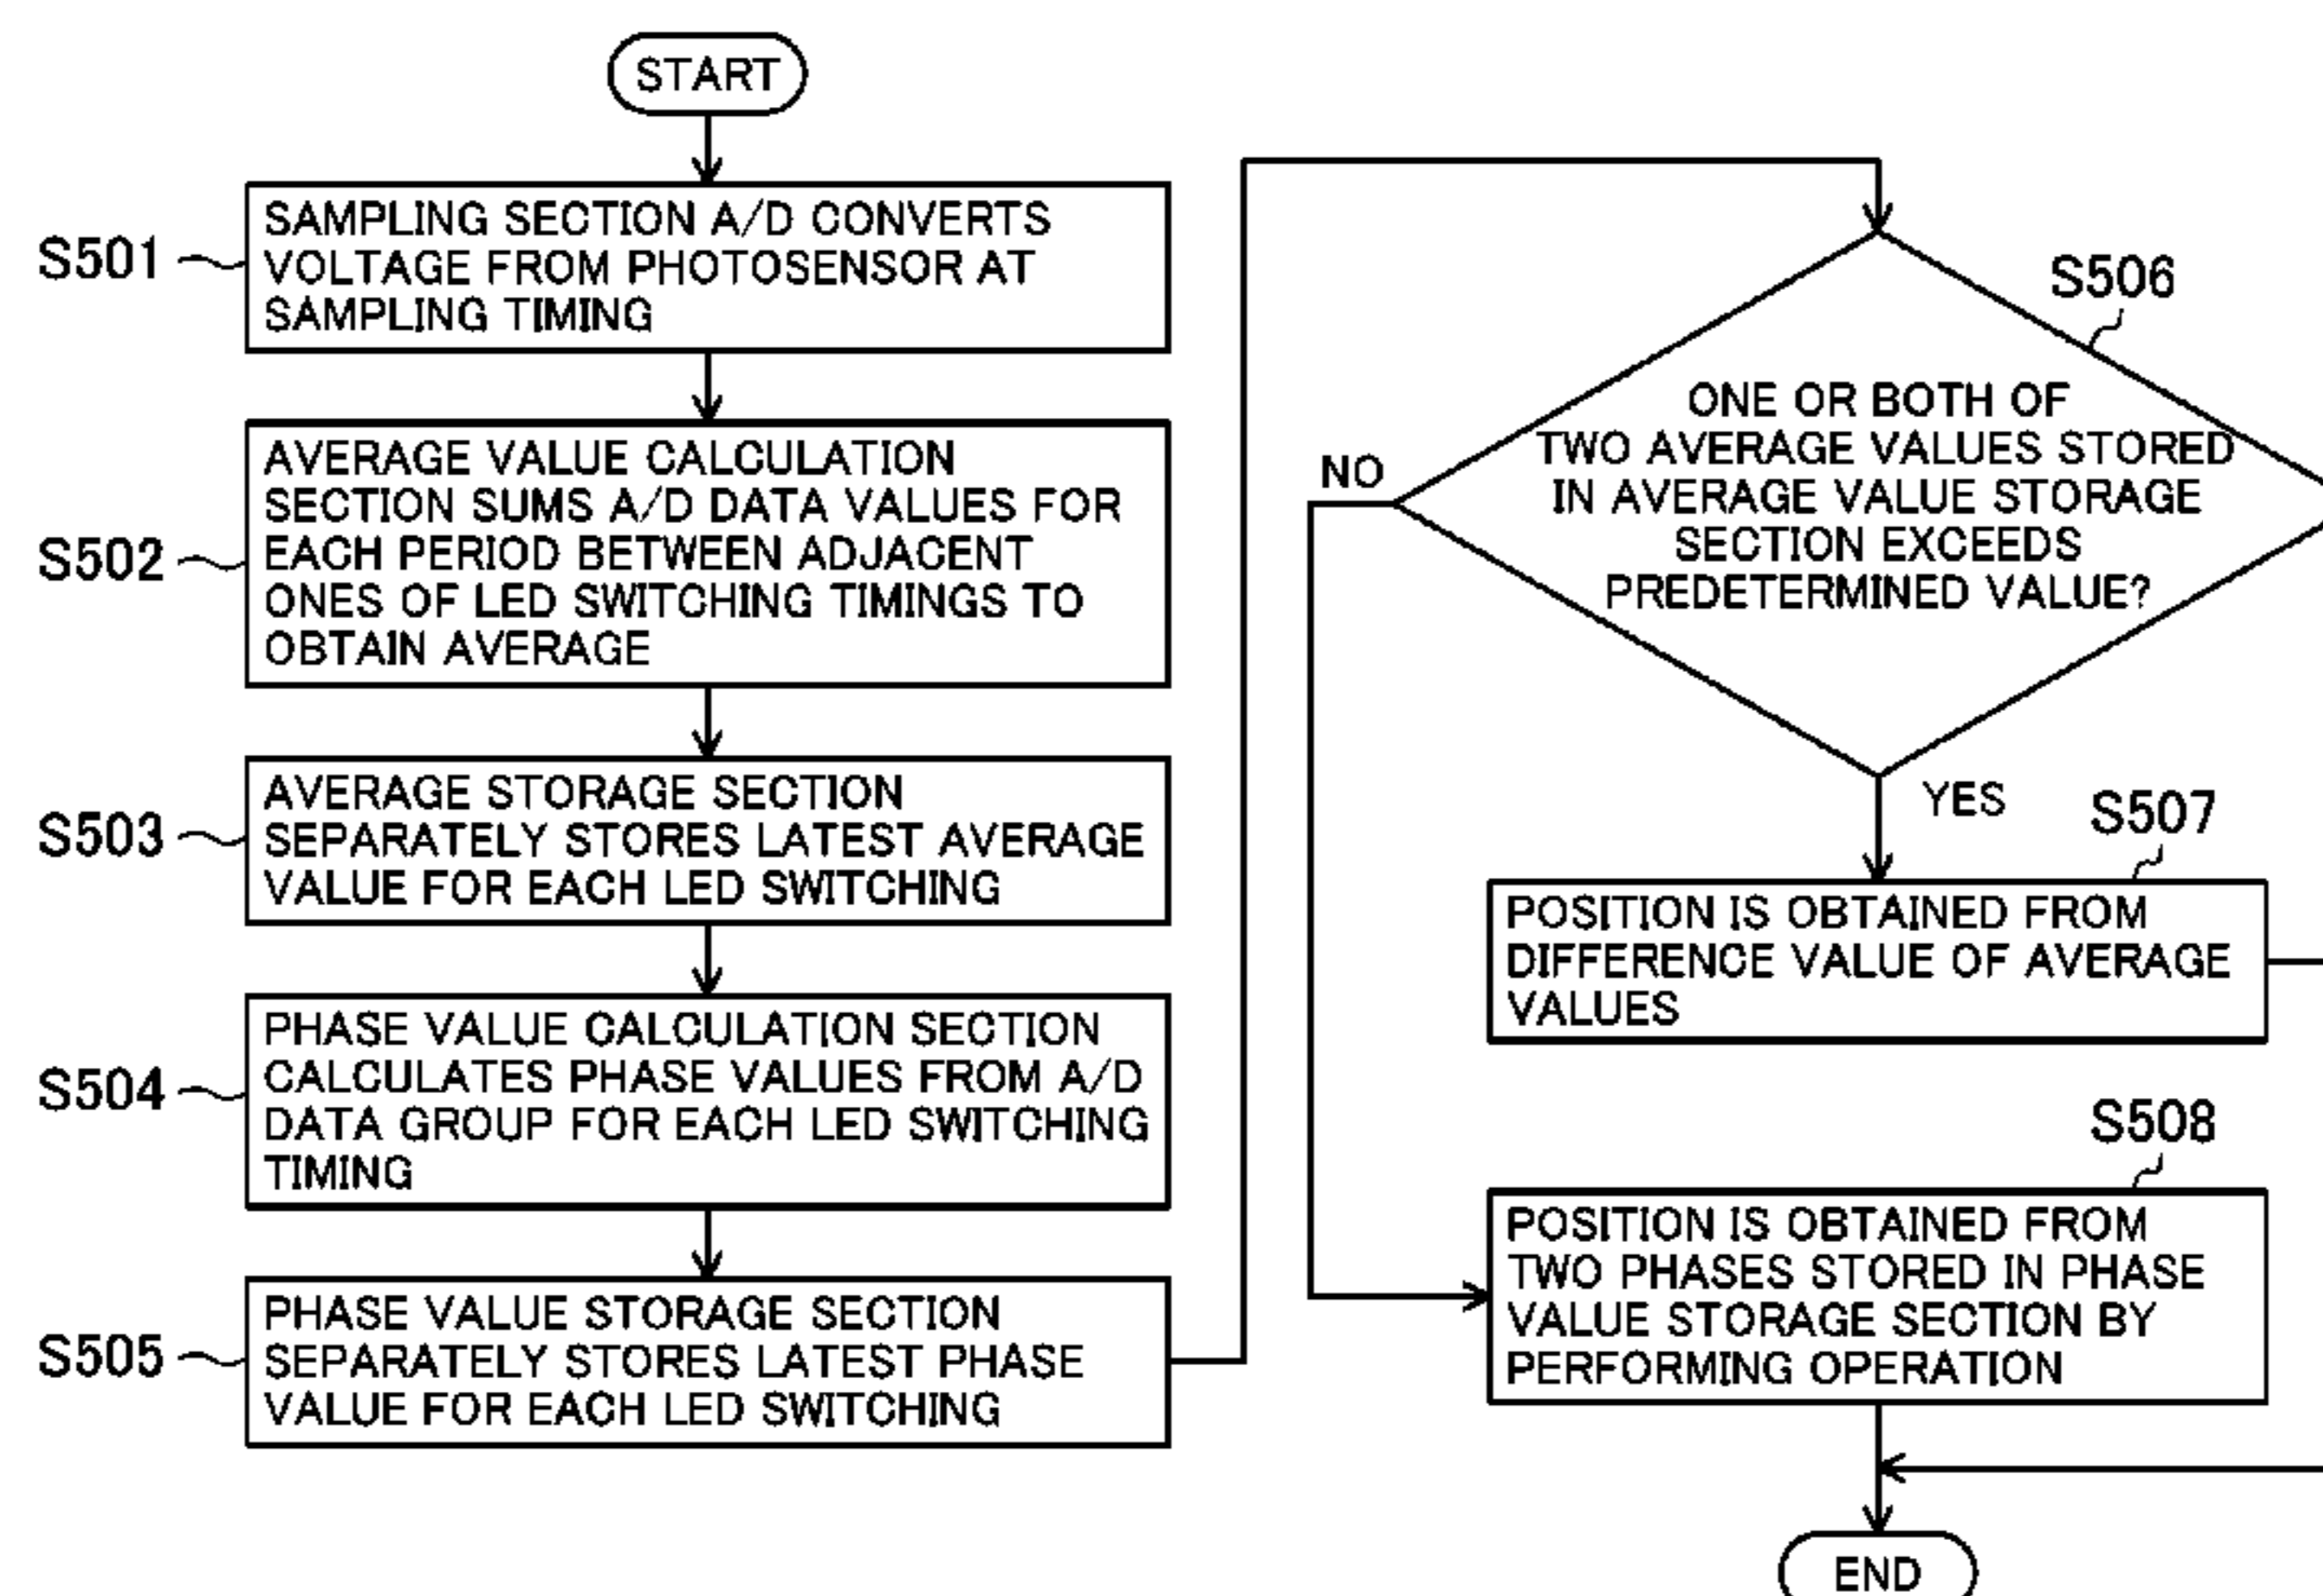 START
S501
SAMPLING SECTION A/D CONVERTS
VOLTAGE FROM PHOTOSENSOR AT
SAMPLING TIMING
S502
AVERAGE VALUE CALCULATION
SECTION SUMS A/D DATA VALUES FOR
EACH PERIOD BETWEEN ADJACENT
ONES OF LED SWITCHING TIMINGS TO
OBTAIN AVERAGE
S503
AVERAGE STORAGE SECTION
SEPARATELY STORES LATEST AVERAGE
VALUE FOR EACH LED SWITCHING
S504
PHASE VALUE CALCULATION SECTION
CALCULATES PHASE VALUES FROM A/D
DATA GROUP FOR EACH LED SWITCHING
TIMING
S505
PHASE VALUE STORAGE SECTION
SEPARATELY STORES LATEST PHASE
VALUE FOR EACH LED SWITCHING
S506
ONE OR BOTH OF
TWO AVERAGE VALUES STORED
IN AVERAGE VALUE STORAGE
SECTION EXCEEDS
PREDETERMINED VALUE?
NO
YES
S507
POSITION IS OBTAINED FROM
DIFFERENCE VALUE OF AVERAGE
VALUES
S508
POSITION IS OBTAINED FROM
TWO PHASES STORED IN PHASE
VALUE STORAGE SECTION BY
PERFORMING OPERATION
END